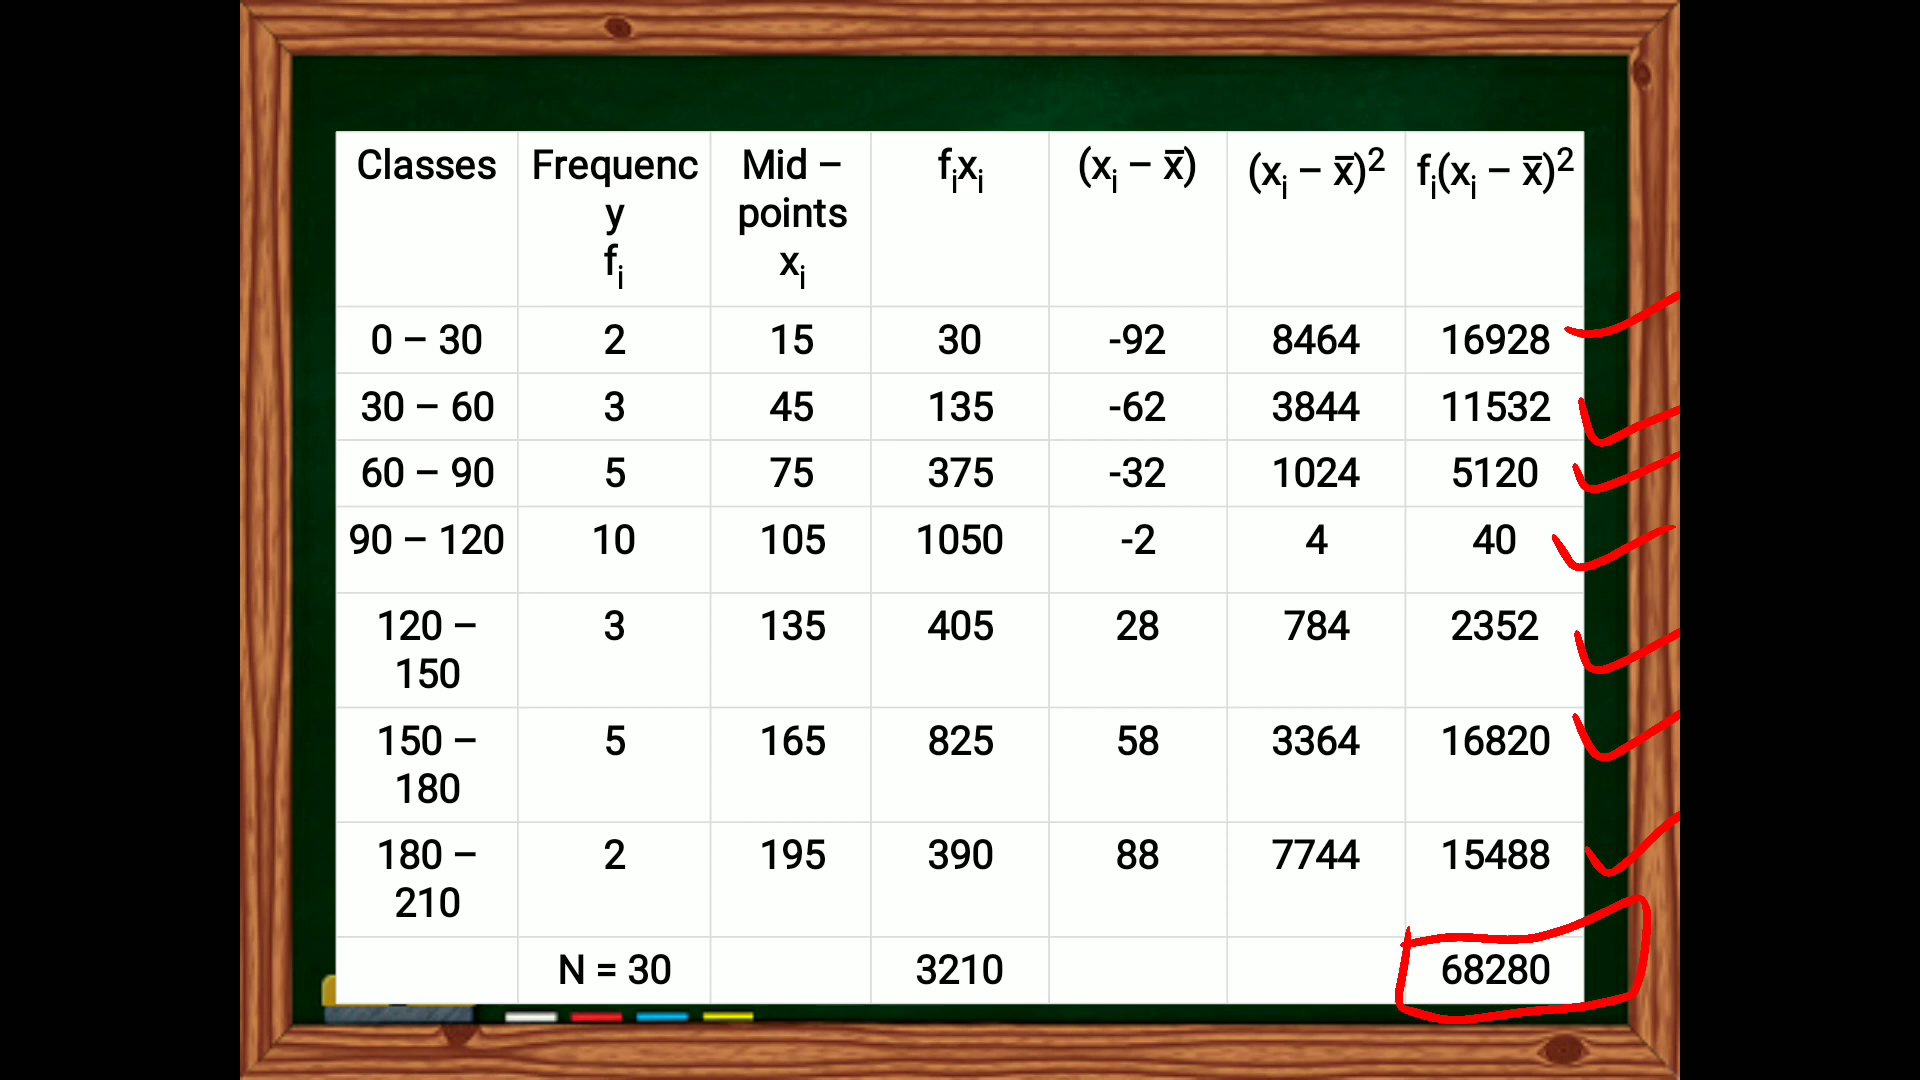 Classes Frequenc Mid – fᵢxᵢ (xᵢ – x̅) (xᵢ – x̅)² fᵢ(xᵢ – x̅)²
y points
fᵢ xᵢ
0 – 30 2 15 30 -92 8464 16928
30 – 60 3 45 135 -62 3844 11532
60 – 90 5 75 375 -32 1024 5120
90 – 120 10 105 1050 -2 4 40
120 – 3 135 405 28 784 2352
150
150 – 5 165 825 58 3364 16820
180
180 – 2 195 390 88 7744 15488
210
N = 30 3210 68280